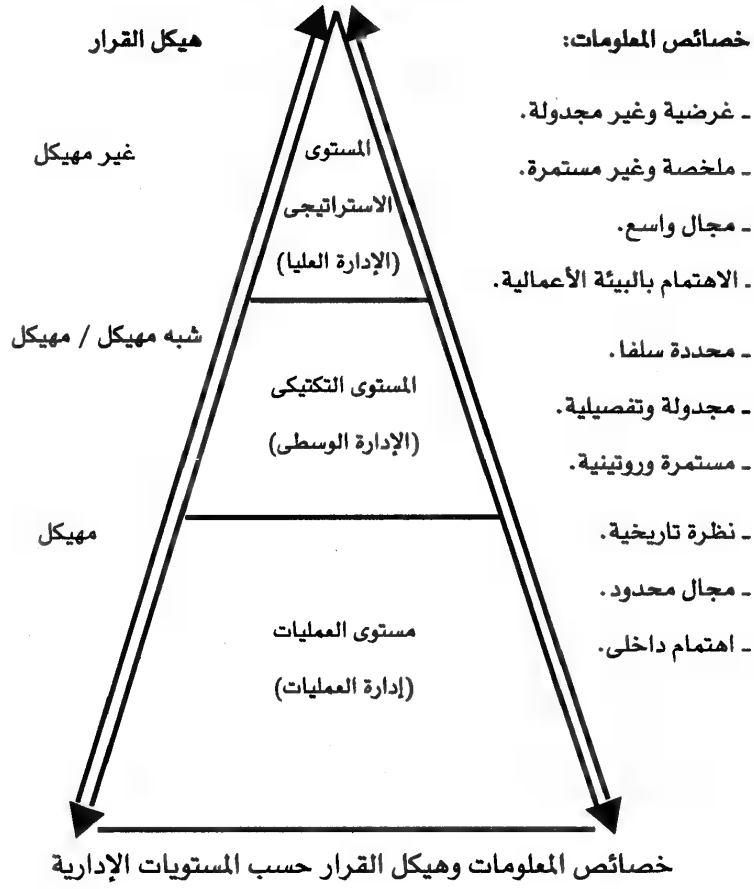 خصائص المعلومات:
ـ غرضية وغير مجدولة.
ـ ملخصة وغير مستمرة.
ـ مجال واسع.
ـ الاهتمام بالبيئة الأعمالية.
ـ محددة سلفا.
ـ مجدولة وتفصيلية.
ـ مستمرة وروتينية.
ـ نظرة تاريخية.
ـ مجال محدود.
ـ اهتمام داخلى.
المستوى
الاستراتيجى
(الإدارة العليا)
المستوى التكتيكى
(الإدارة الوسطى)
مستوى العمليات
(إدارة العمليات)
هيكل القرار
غير مهيكل
شبه مهيكل / مهيكل
مهيكل
خصائص المعلومات وهيكل القرار حسب المستويات الإدارية